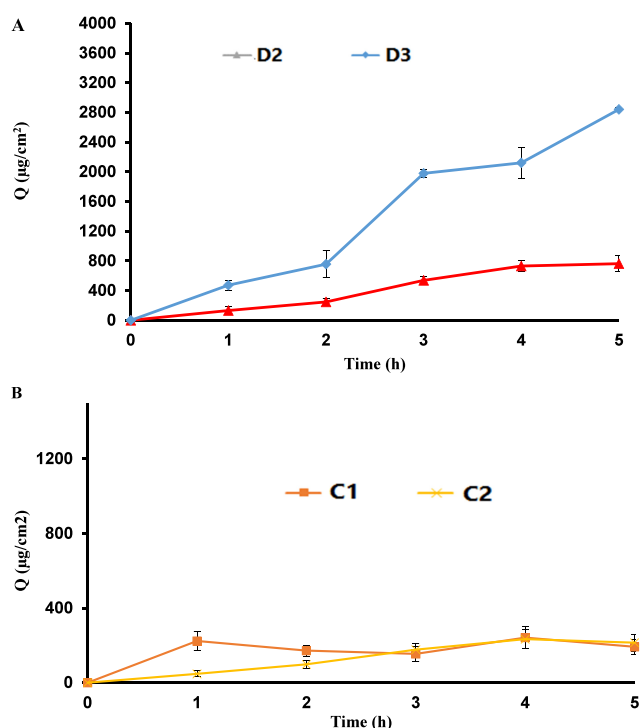 A
4000
3600
3200
2800
2400
2000
1600
1200
800
400
0
Q (µg/cm²)
D2 D3
0 1 2 3 4 5
Time (h)
B
1200
800
400
0
Q (µg/cm2)
C1 C2
0 1 2 3 4 5
Time (h)